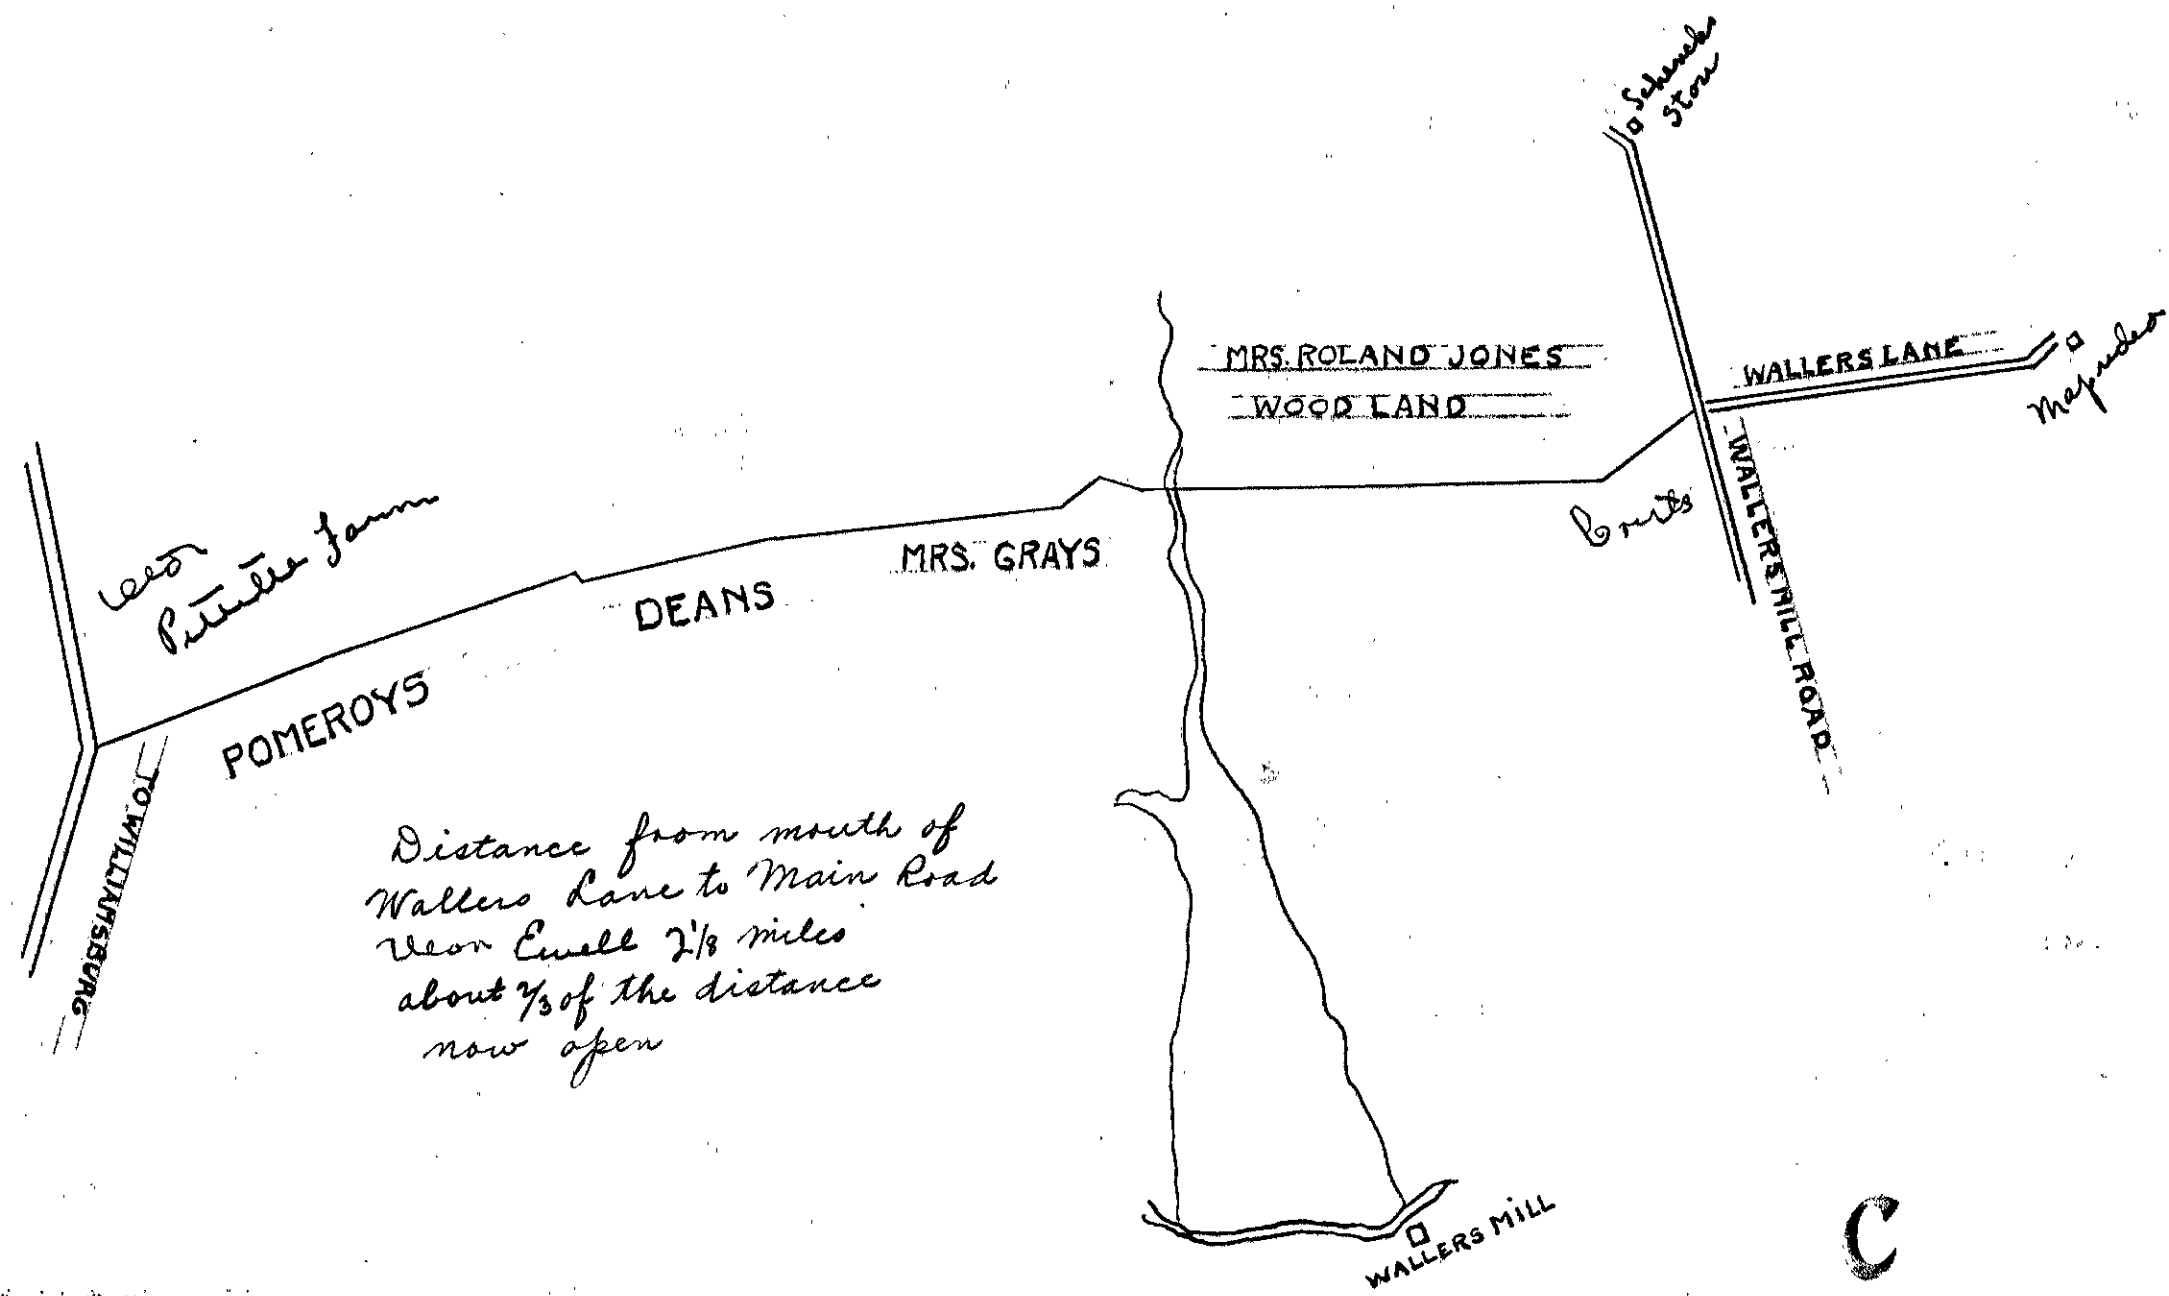 Schencks
Store
MRS. ROLAND JONES
WOOD LAND
WALLERS LANE
Magruder
WALLERS MILL ROAD
Farm
MRS. GRAYS
DEANS
POMEROYS
TO WILLIAMSBURG
Distance from mouth of
Wallers Lane to Main Road
near Ewell 2 1/8 miles
about 2/3 of the distance
now open
WALLERS MILL
C